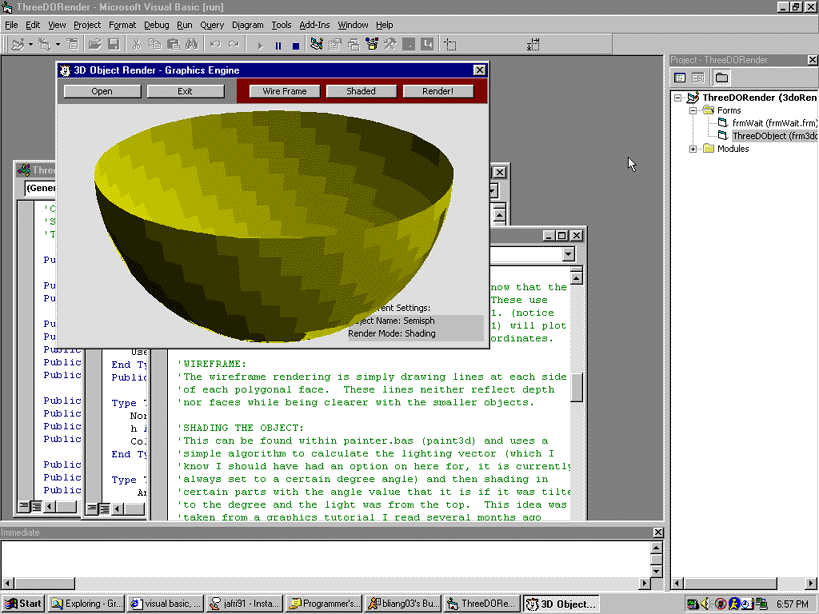 ThreeDORender - Microsoft Visual Basic [run]
File Edit View Project Format Debug Run Query Diagram Tools Add-Ins Window Help
3D Object Render - Graphics Engine
Open Exit Wire Frame Shaded Render!
Settings:
Name: Semisph
Render Mode: Shading
Three
(Gener
'C
'S
'T
Pu
Pu
Pu
Pu
Pu
Public
Public
Public
Public
Public
Public
Public
Public
Public
Public
Use
End Ty
Public
Type T
Nor
h A
Co
End Ty
Type T
Ar
now that the
These use
1. (notice
1) will plot
ordinates.
'WIREFRAME:
'The wireframe rendering is simply drawing lines at each side
'of each polygonal face. These lines neither reflect depth
'nor faces while being clearer with the smaller objects.
'SHADING THE OBJECT:
'This can be found within painter.bas (paint3d) and uses a
'simple algorithm to calculate the lighting vector (which I
'know I should have had an option on here for, it is currently
'always set to a certain degree angle) and then shading in
'certain parts with the angle value that it is if it was tilte
'to the degree and the light was from the top. This idea was
'taken from a graphics tutorial I read several months ago
Project - ThreeDORender
ThreeDORender (3doRen
Forms
frmWait (frmWait.frm)
ThreeDObject (frm3do
Modules
Immediate
Start Exploring - Gr... visual basic, ... jafri91 - Insta... Programmer's... bliang03's Bu... ThreeDORe... 3D Object... 6:57 PM